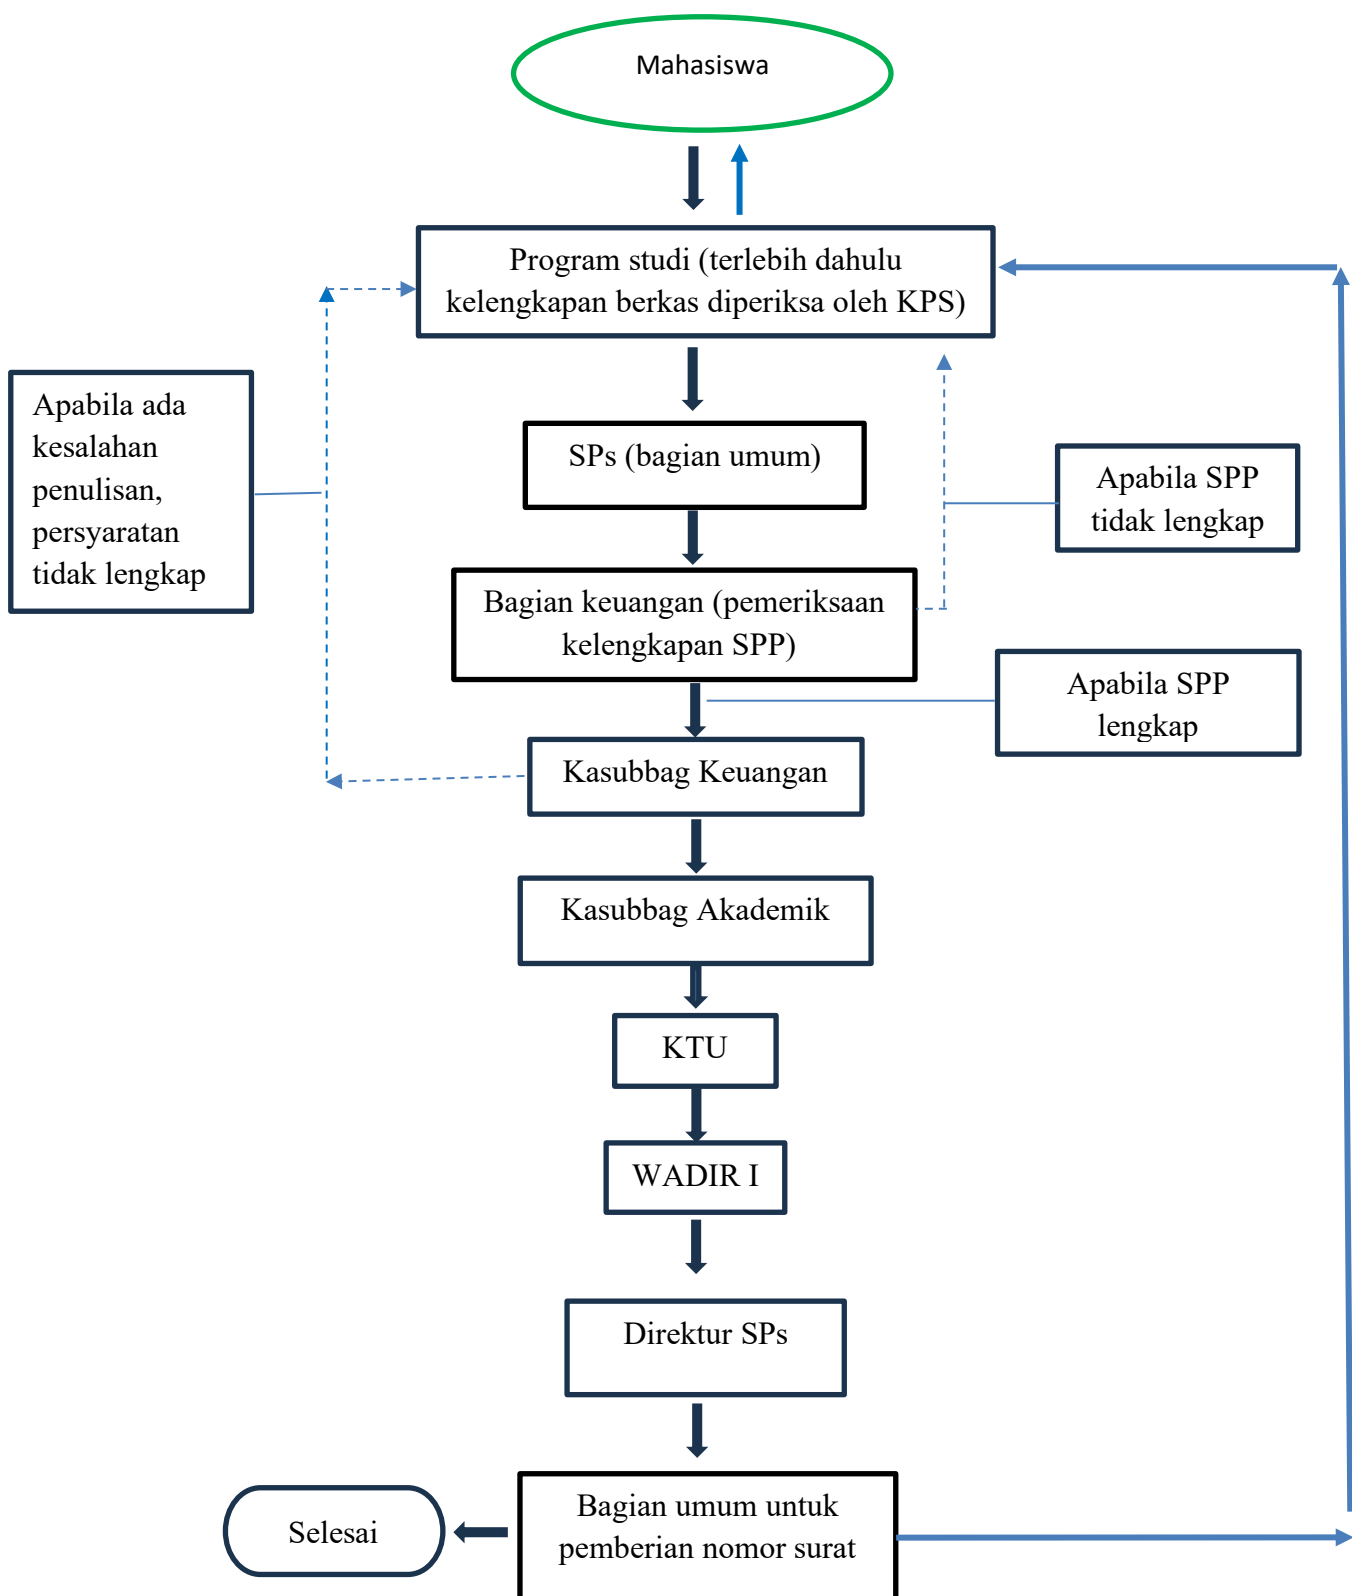 Mahasiswa
Program studi (terlebih dahulu
kelengkapan berkas diperiksa oleh KPS)
Apabila ada
kesalahan
penulisan,
persyaratan
tidak lengkap
SPs (bagian umum)
Apabila SPP
tidak lengkap
Bagian keuangan (pemeriksaan
kelengkapan SPP)
Apabila SPP
lengkap
Kasubbag Keuangan
Kasubbag Akademik
KTU
WADIR I
Direktur SPs
Bagian umum untuk
pemberian nomor surat
Selesai